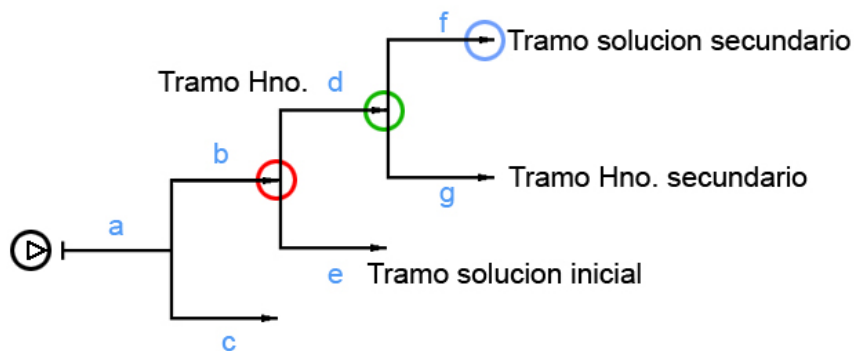 f
Tramo solucion secundario
Tramo Hno. d
b
g
Tramo Hno. secundario
a
e
Tramo solucion inicial
c